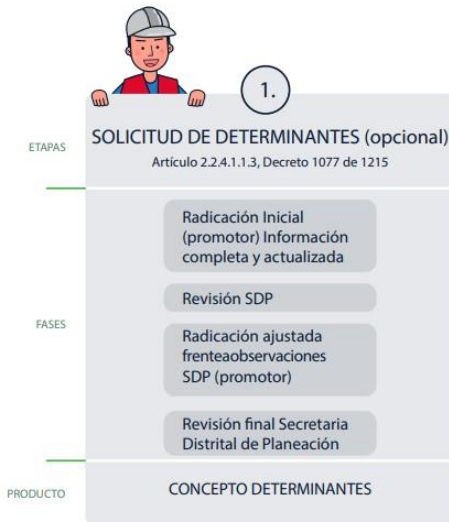 1.
ETAPAS
SOLICITUD DE DETERMINANTES (opcional)
Artículo 2.2.4.1.1.3, Decreto 1077 de 1215
FASES
Radicación Inicial
(promotor) Información
completa y actualizada
Revisión SDP
Radicación ajustada
frenteaobservaciones
SDP (promotor)
Revisión final Secretaria
Distrital de Planeación
PRODUCTO
CONCEPTO DETERMINANTES